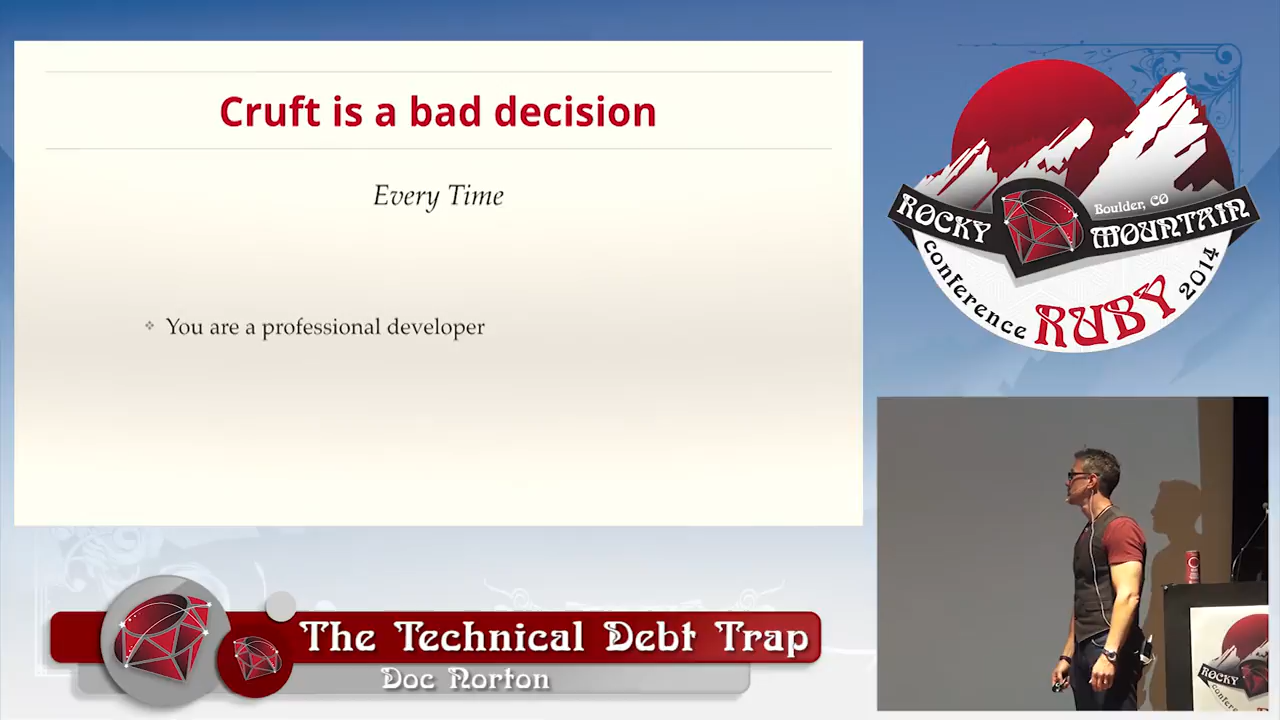 Cruft is a bad decision
Every Time
You are a professional developer
ROCKY MOUNTAIN
Boulder, CO
conference RUBY 2014
The Technical Debt Trap
Doc Norton
ROCKY